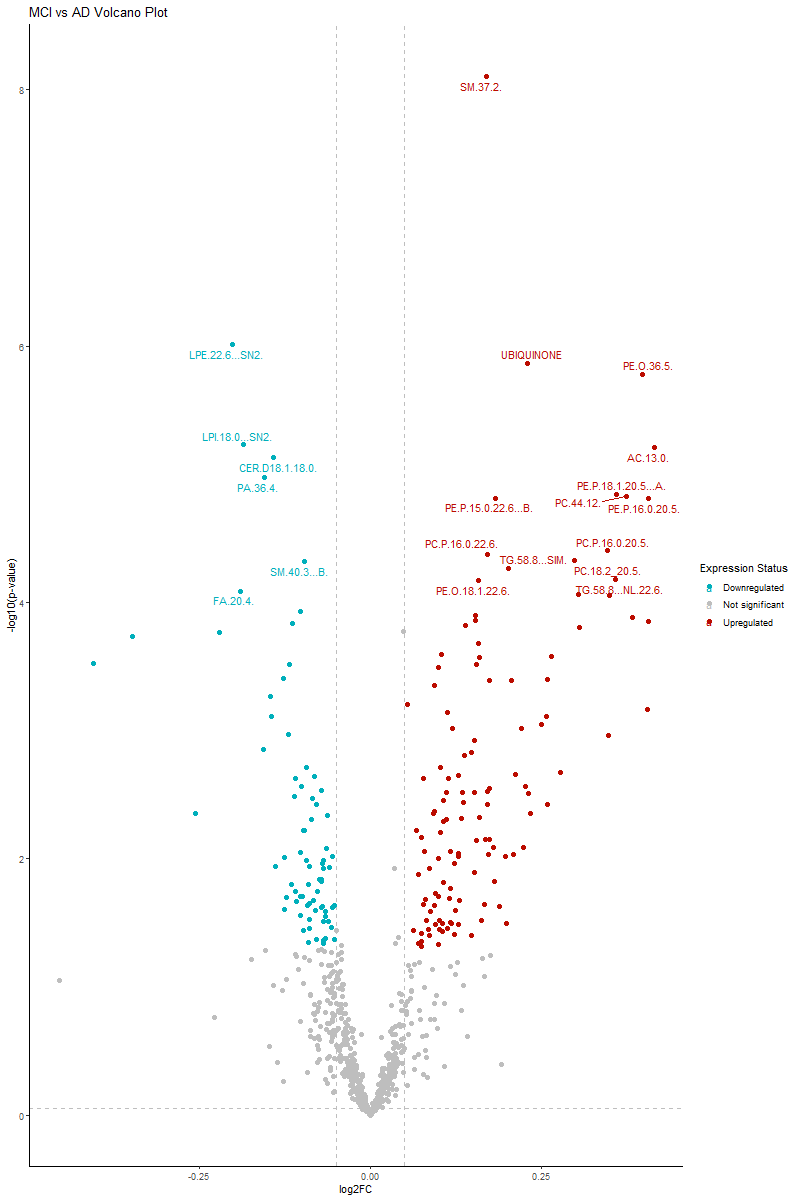 MCI vs AD Volcano Plot
8
SM.37.2.
6
LPE.22.6...SN2.
UBIQUINONE
PE.O.36.5.
LPI.18.0...SN2.
AC.13.0.
CER.D18.1.18.0.
PA.36.4.
PE.P.18.1.20.5...A.
PC.44.12.
PE.P.15.0.22.6...B.
PE.P.16.0.20.5.
PC.P.16.0.22.6.
PC.P.16.0.20.5.
TG.58.8...SIM.
SM.40.3...B.
PC.18.2_20.5.
PE.O.18.1.22.6.
TG.58.8...NL.22.6.
FA.20.4.
4
-log10(p-value)
Expression Status
a Downregulated
a Not significant
a Upregulated
2
0
-0.25
0.00
0.25
log2FC